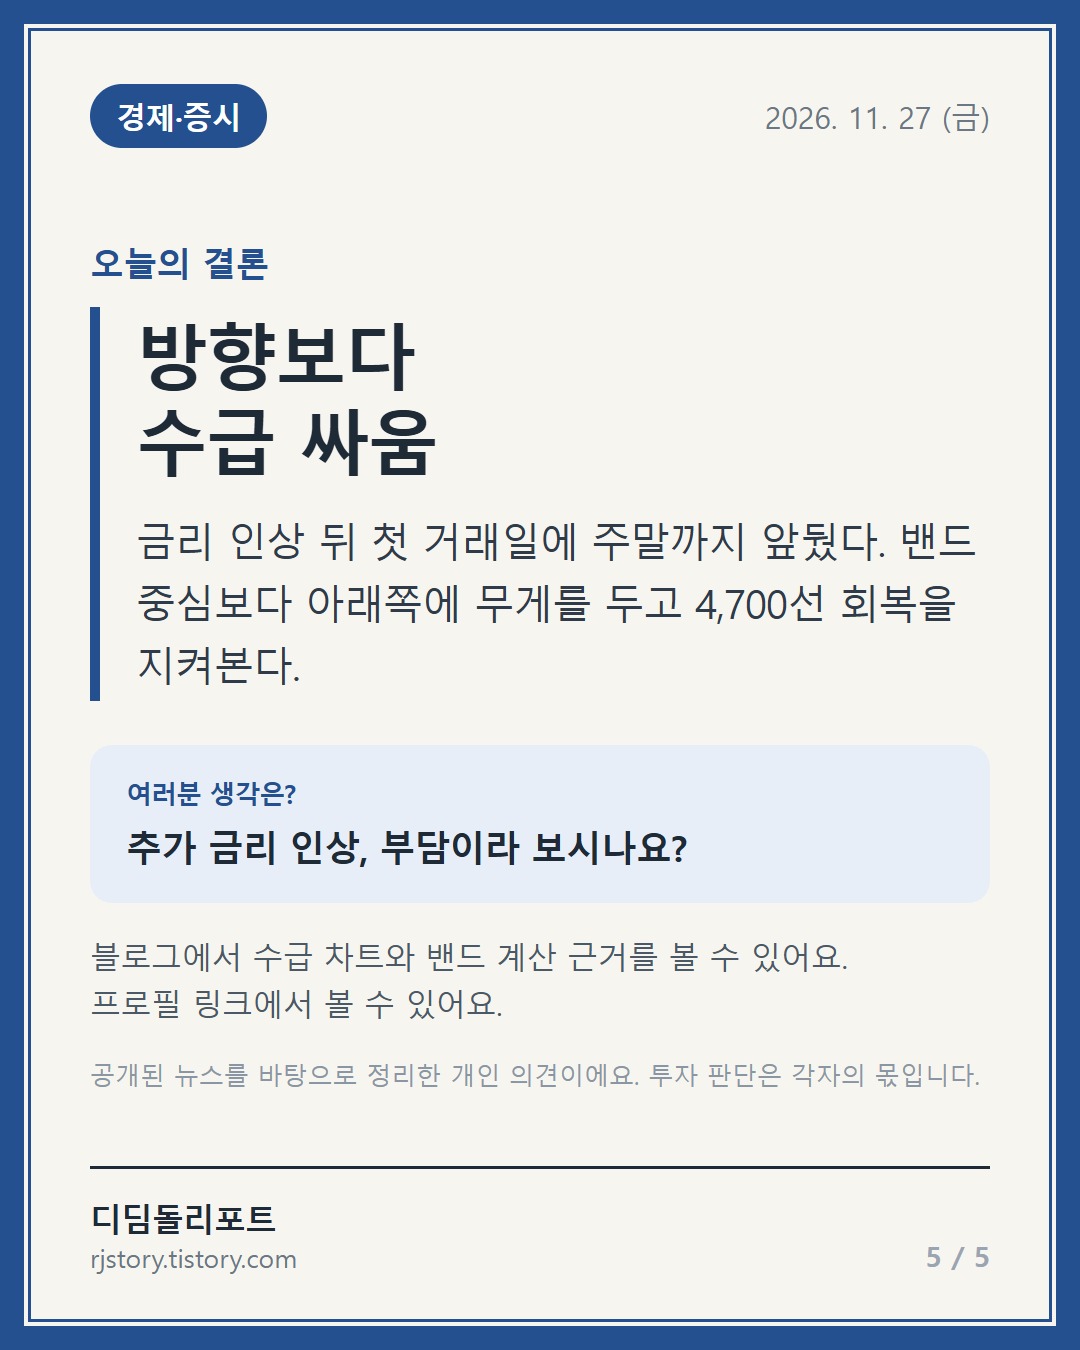 경제·증시
2026. 11. 27 (금)
오늘의 결론
방향보다
수급 싸움
금리 인상 뒤 첫 거래일에 주말까지 앞뒀다. 밴드
중심보다 아래쪽에 무게를 두고 4,700선 회복을
지켜본다.
여러분 생각은?
추가 금리 인상, 부담이라 보시나요?
블로그에서 수급 차트와 밴드 계산 근거를 볼 수 있어요.
프로필 링크에서 볼 수 있어요.
공개된 뉴스를 바탕으로 정리한 개인 의견이에요. 투자 판단은 각자의 몫입니다.
디딤돌리포트
rjstory.tistory.com
5 / 5